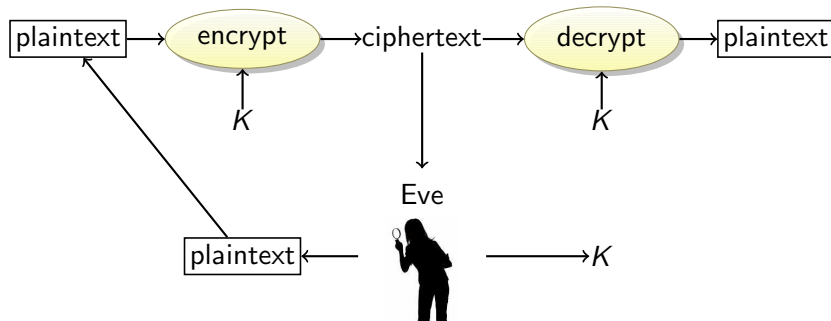 plaintext encrypt ciphertext decrypt plaintext
K K
Eve
plaintext K